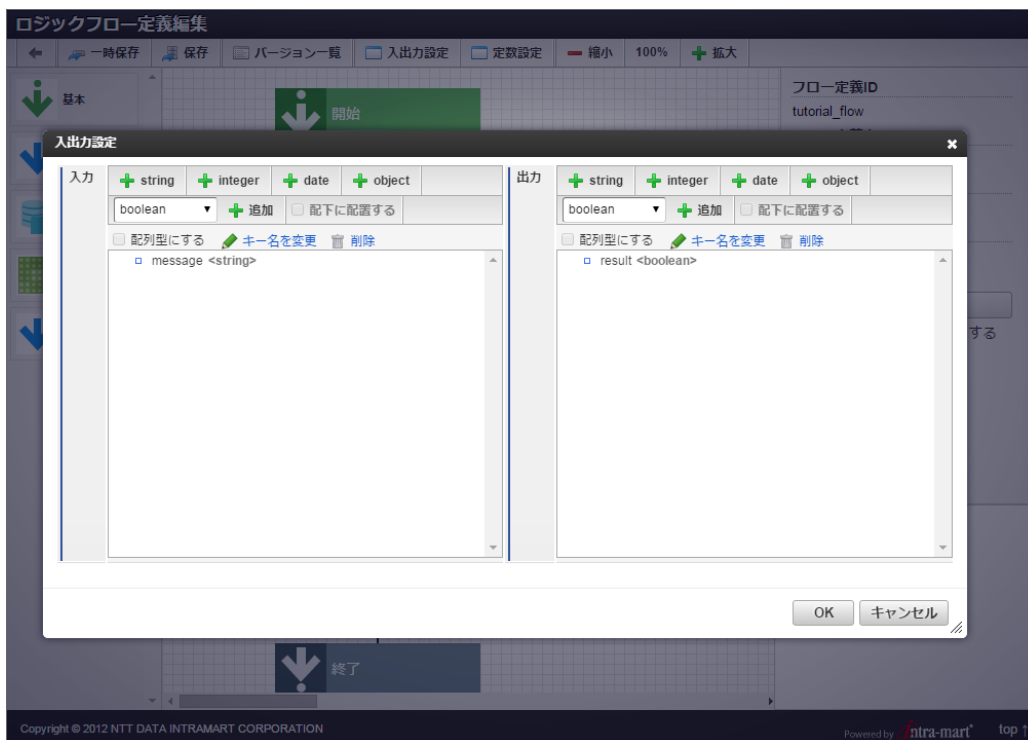 ロジックフロー定義編集
一時保存 保存 バージョン一覧 入出力設定 定数設定 縮小 100% 拡大
基本
開始
フロー定義ID
tutorial_flow
入出力設定
入力
string integer date object
boolean 追加 配下に配置する
配列型にする キー名を変更 削除
message <string>
出力
string integer date object
boolean 追加 配下に配置する
配列型にする キー名を変更 削除
result <boolean>
する
OK キャンセル
終了
Copyright © 2012 NTT DATA INTRAMART CORPORATION
Powered by intra-mart
top ↑